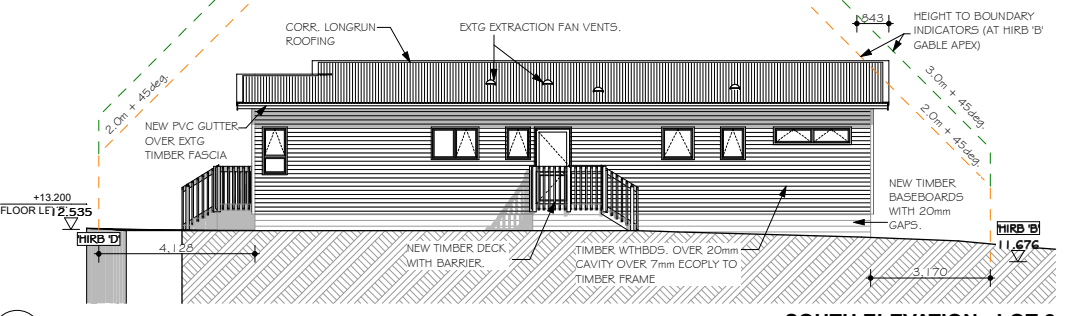 843
HEIGHT TO BOUNDARY
INDICATORS (AT HIRB 'B'
GABLE APEX)
CORR. LONGRUN
ROOFING
EXTG EXTRACTION FAN VENTS.
2.0m + 45deg.
3.0m + 45deg.
2.0m + 45deg.
NEW PVC GUTTER
OVER EXTG
TIMBER FASCIA
NEW TIMBER
BASEBOARDS
WITH 20mm
GAPS.
+13.200
FLOOR LE
12.535
HIRB 'D'
4,128
NEW TIMBER DECK
WITH BARRIER.
TIMBER WTHBDS. OVER 20mm
CAVITY OVER 7mm ECOPLY TO
TIMBER FRAME
HIRB 'B'
11.676
3,170